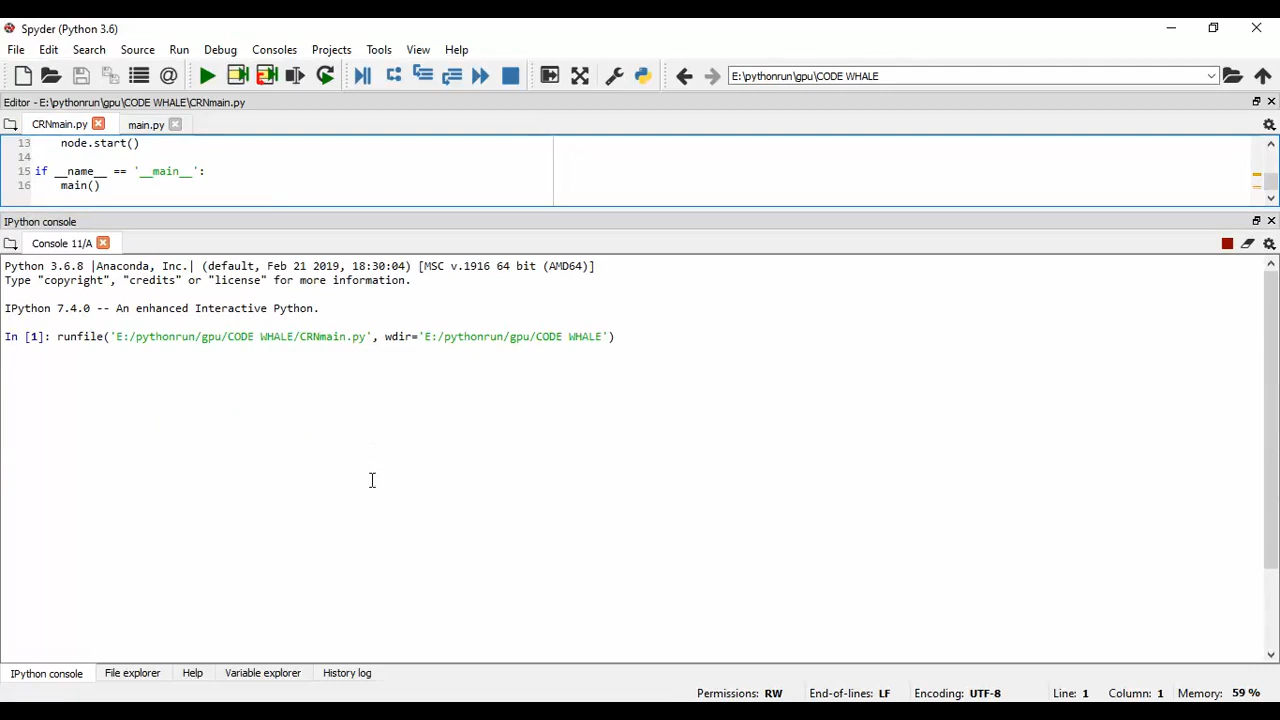 Spyder (Python 3.6)
File Edit Search Source Run Debug Consoles Projects Tools View Help
E:\pythonrun\gpu\CODE WHALE
Editor - E:\pythonrun\gpu\CODE WHALE\CRNmain.py
CRNmain.py main.py
13 node.start()
14
15 if __name__ == '__main__':
16 main()
IPython console
Console 11/A
Python 3.6.8 |Anaconda, Inc.| (default, Feb 21 2019, 18:30:04) [MSC v.1916 64 bit (AMD64)]
Type "copyright", "credits" or "license" for more information.
IPython 7.4.0 -- An enhanced Interactive Python.
In [1]: runfile('E:/pythonrun/gpu/CODE WHALE/CRNmain.py', wdir='E:/pythonrun/gpu/CODE WHALE')
IPython console File explorer Help Variable explorer History log
Permissions: RW End-of-lines: LF Encoding: UTF-8 Line: 1 Column: 1 Memory: 59 %